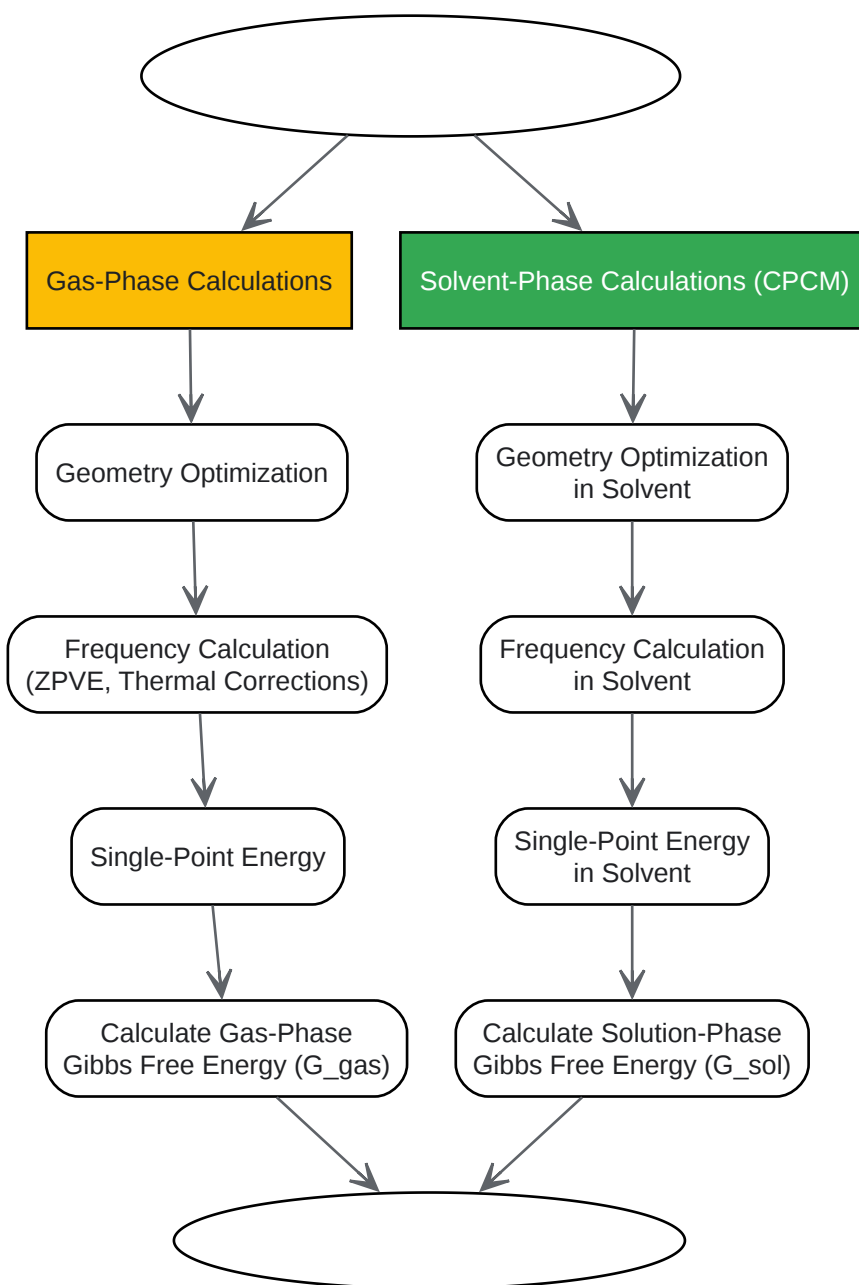 Gas-Phase Calculations
Solvent-Phase Calculations (CPCM)
Geometry Optimization
Geometry Optimization
in Solvent
Frequency Calculation
(ZPVE, Thermal Corrections)
Frequency Calculation
in Solvent
Single-Point Energy
Single-Point Energy
in Solvent
Calculate Gas-Phase
Gibbs Free Energy (G_gas)
Calculate Solution-Phase
Gibbs Free Energy (G_sol)